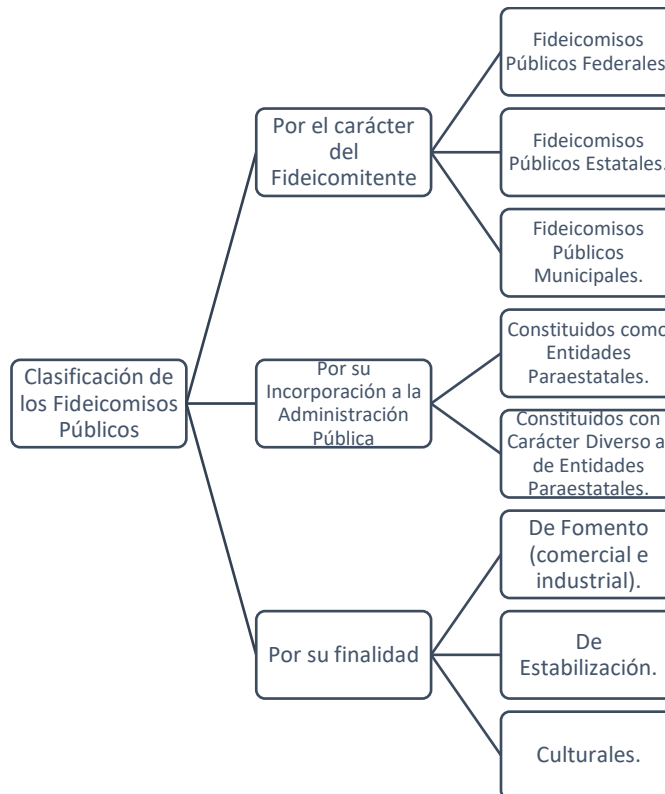 Clasificación de
los Fideicomisos
Públicos
Por el carácter
del
Fideicomitente
Fideicomisos
Públicos Federales
Fideicomisos
Públicos Estatales.
Fideicomisos
Públicos
Municipales.
Por su
Incorporación a la
Administración
Pública
Constituidos como
Entidades
Paraestatales.
Constituidos con
Carácter Diverso a
de Entidades
Paraestatales.
Por su finalidad
De Fomento
(comercial e
industrial).
De
Estabilización.
Culturales.